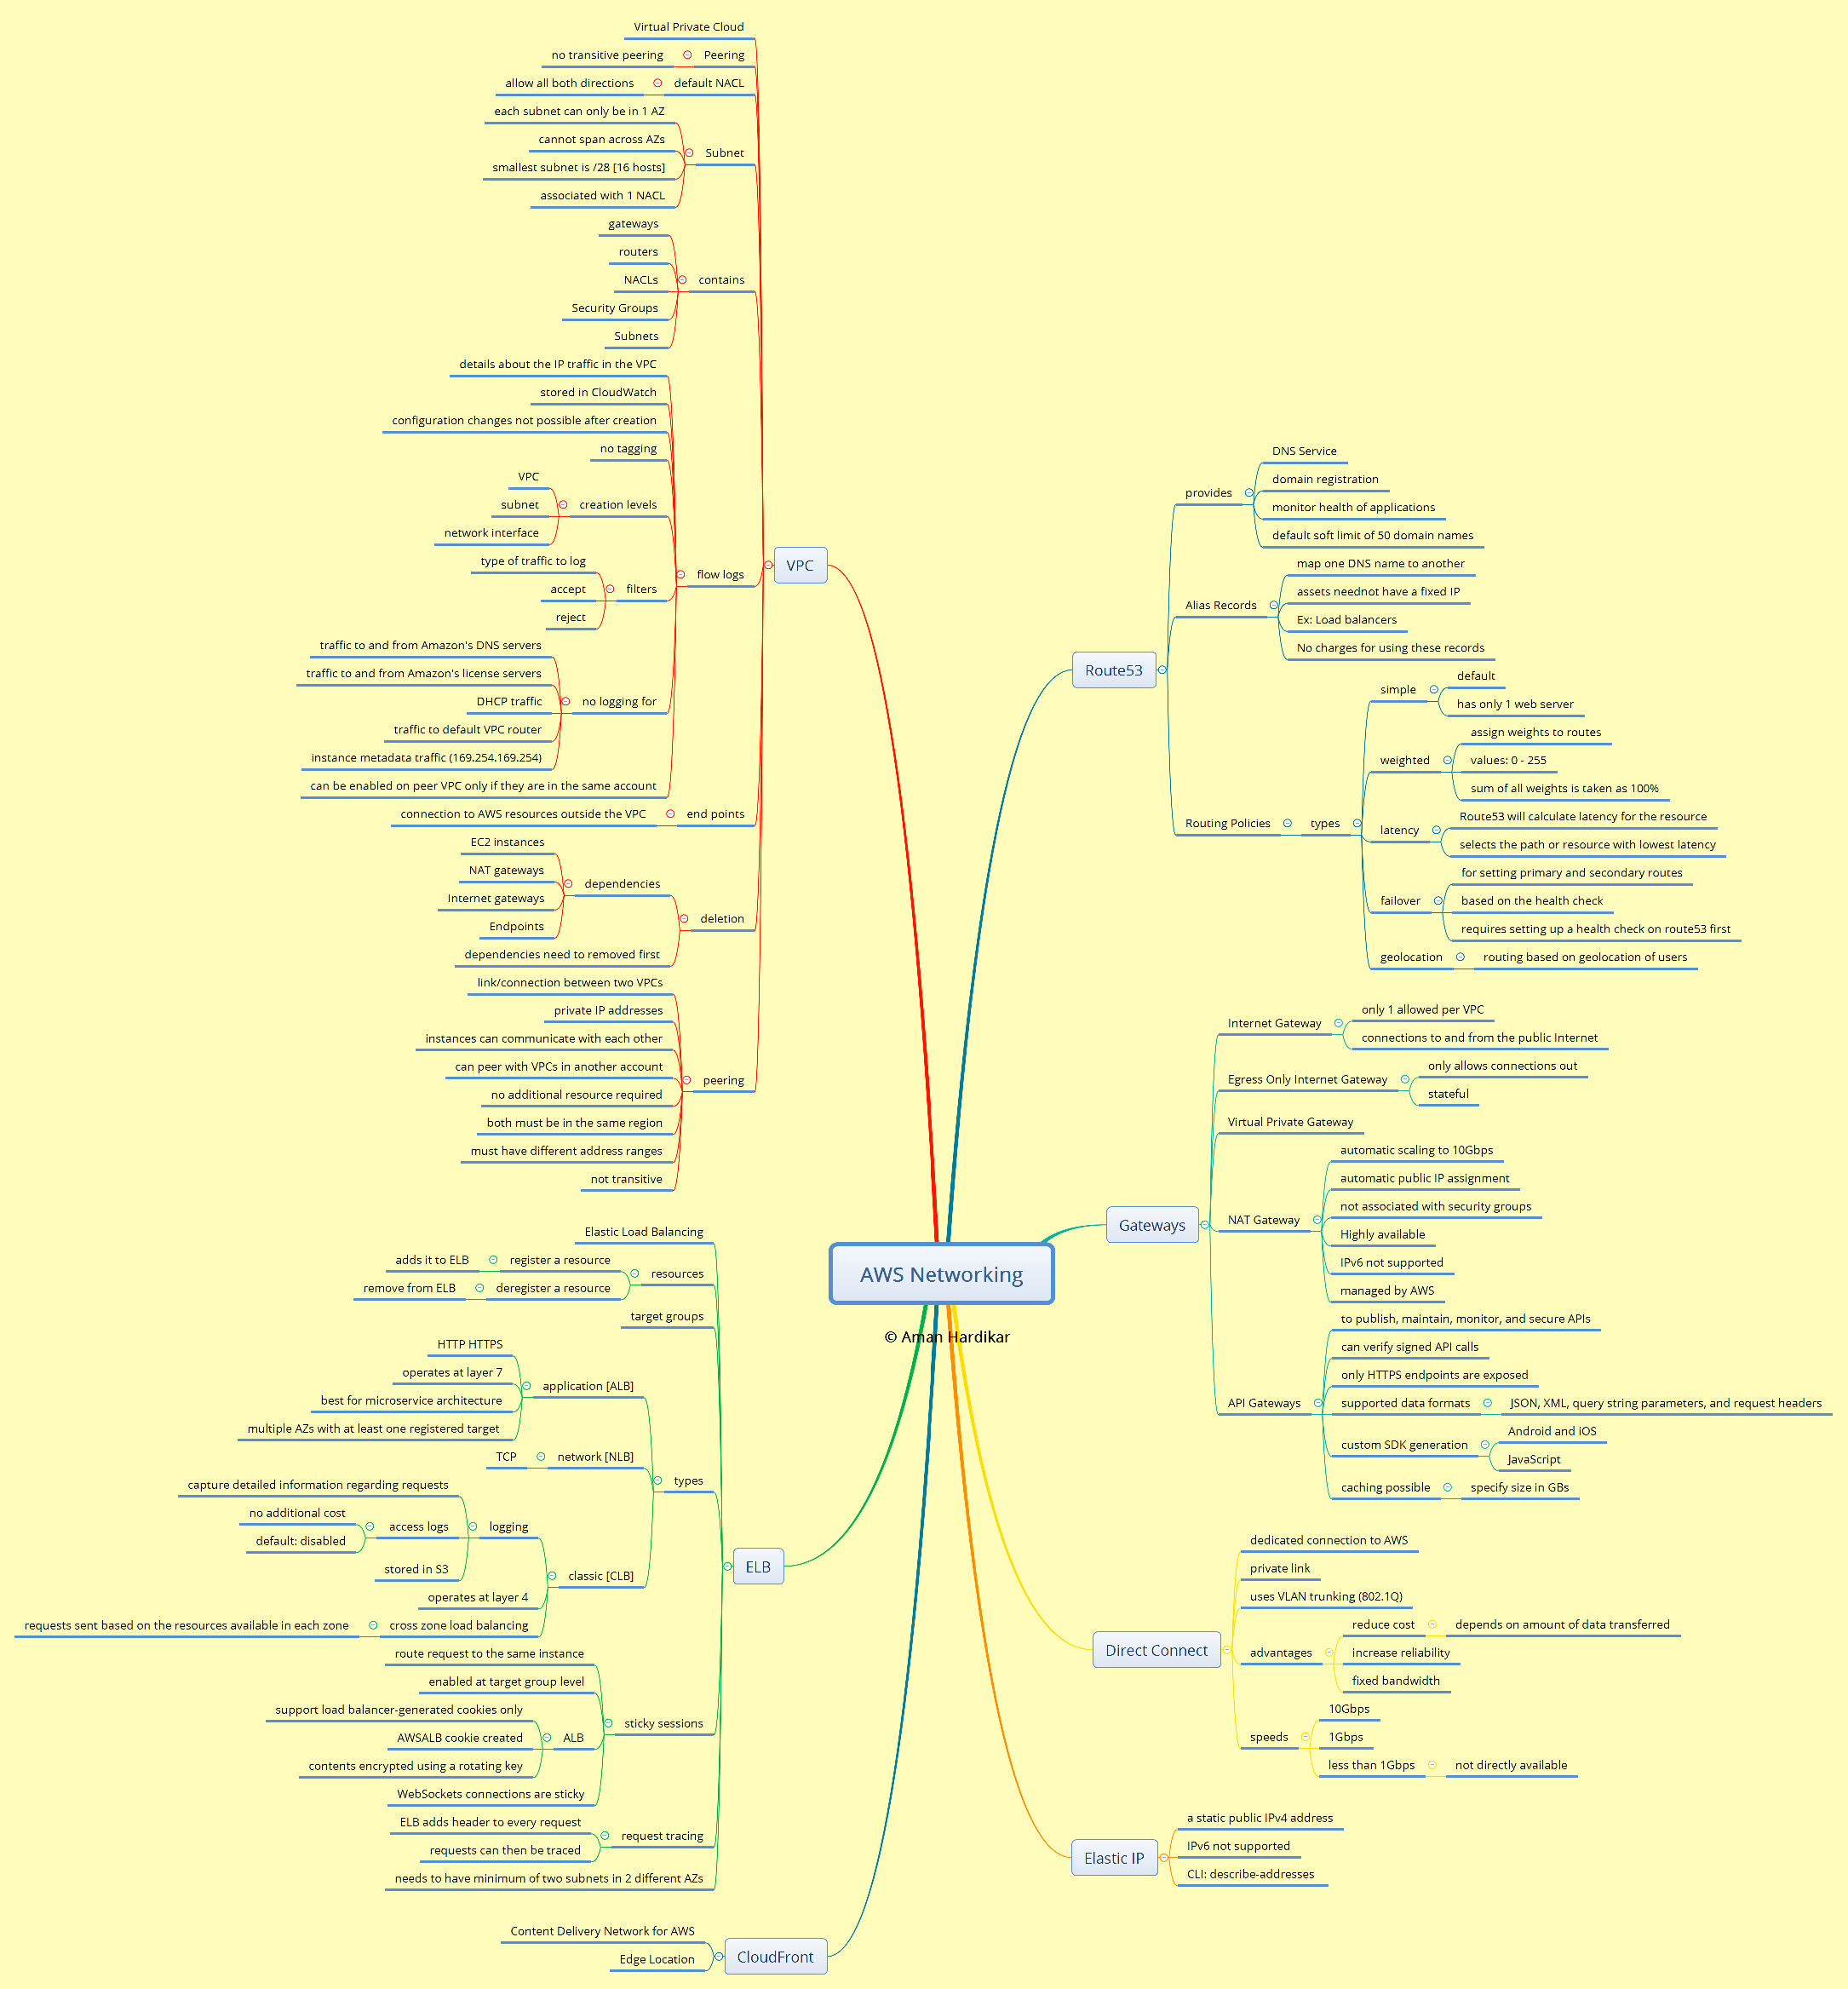 AWS Networking
© Aman Hardikar
VPC
Virtual Private Cloud
Peering
no transitive peering
default NACL
allow all both directions
Subnet
each subnet can only be in 1 AZ
cannot span across AZs
smallest subnet is /28 [16 hosts]
associated with 1 NACL
contains
gateways
routers
NACLs
Security Groups
Subnets
flow logs
details about the IP traffic in the VPC
stored in CloudWatch
configuration changes not possible after creation
no tagging
creation levels
VPC
subnet
network interface
filters
type of traffic to log
accept
reject
no logging for
traffic to and from Amazon's DNS servers
traffic to and from Amazon's license servers
DHCP traffic
traffic to default VPC router
instance metadata traffic (169.254.169.254)
can be enabled on peer VPC only if they are in the same account
end points
connection to AWS resources outside the VPC
deletion
dependencies
EC2 instances
NAT gateways
Internet gateways
Endpoints
dependencies need to removed first
peering
link/connection between two VPCs
private IP addresses
instances can communicate with each other
can peer with VPCs in another account
no additional resource required
both must be in the same region
must have different address ranges
not transitive
ELB
Elastic Load Balancing
resources
register a resource
adds it to ELB
deregister a resource
remove from ELB
target groups
types
application [ALB]
HTTP HTTPS
operates at layer 7
best for microservice architecture
multiple AZs with at least one registered target
network [NLB]
TCP
classic [CLB]
logging
capture detailed information regarding requests
access logs
no additional cost
default: disabled
stored in S3
operates at layer 4
cross zone load balancing
requests sent based on the resources available in each zone
sticky sessions
route request to the same instance
enabled at target group level
ALB
support load balancer-generated cookies only
AWSALB cookie created
contents encrypted using a rotating key
WebSockets connections are sticky
request tracing
ELB adds header to every request
requests can then be traced
needs to have minimum of two subnets in 2 different AZs
CloudFront
Content Delivery Network for AWS
Edge Location
Route53
provides
DNS Service
domain registration
monitor health of applications
default soft limit of 50 domain names
Alias Records
map one DNS name to another
assets neednot have a fixed IP
Ex: Load balancers
No charges for using these records
Routing Policies
types
simple
default
has only 1 web server
weighted
assign weights to routes
values: 0 - 255
sum of all weights is taken as 100%
latency
Route53 will calculate latency for the resource
selects the path or resource with lowest latency
failover
for setting primary and secondary routes
based on the health check
requires setting up a health check on route53 first
geolocation
routing based on geolocation of users
Gateways
Internet Gateway
only 1 allowed per VPC
connections to and from the public Internet
Egress Only Internet Gateway
only allows connections out
stateful
Virtual Private Gateway
NAT Gateway
automatic scaling to 10Gbps
automatic public IP assignment
not associated with security groups
Highly available
IPv6 not supported
managed by AWS
API Gateways
to publish, maintain, monitor, and secure APIs
can verify signed API calls
only HTTPS endpoints are exposed
supported data formats
JSON, XML, query string parameters, and request headers
custom SDK generation
Android and iOS
JavaScript
caching possible
specify size in GBs
Direct Connect
dedicated connection to AWS
private link
uses VLAN trunking (802.1Q)
advantages
reduce cost
depends on amount of data transferred
increase reliability
fixed bandwidth
speeds
10Gbps
1Gbps
less than 1Gbps
not directly available
Elastic IP
a static public IPv4 address
IPv6 not supported
CLI: describe-addresses